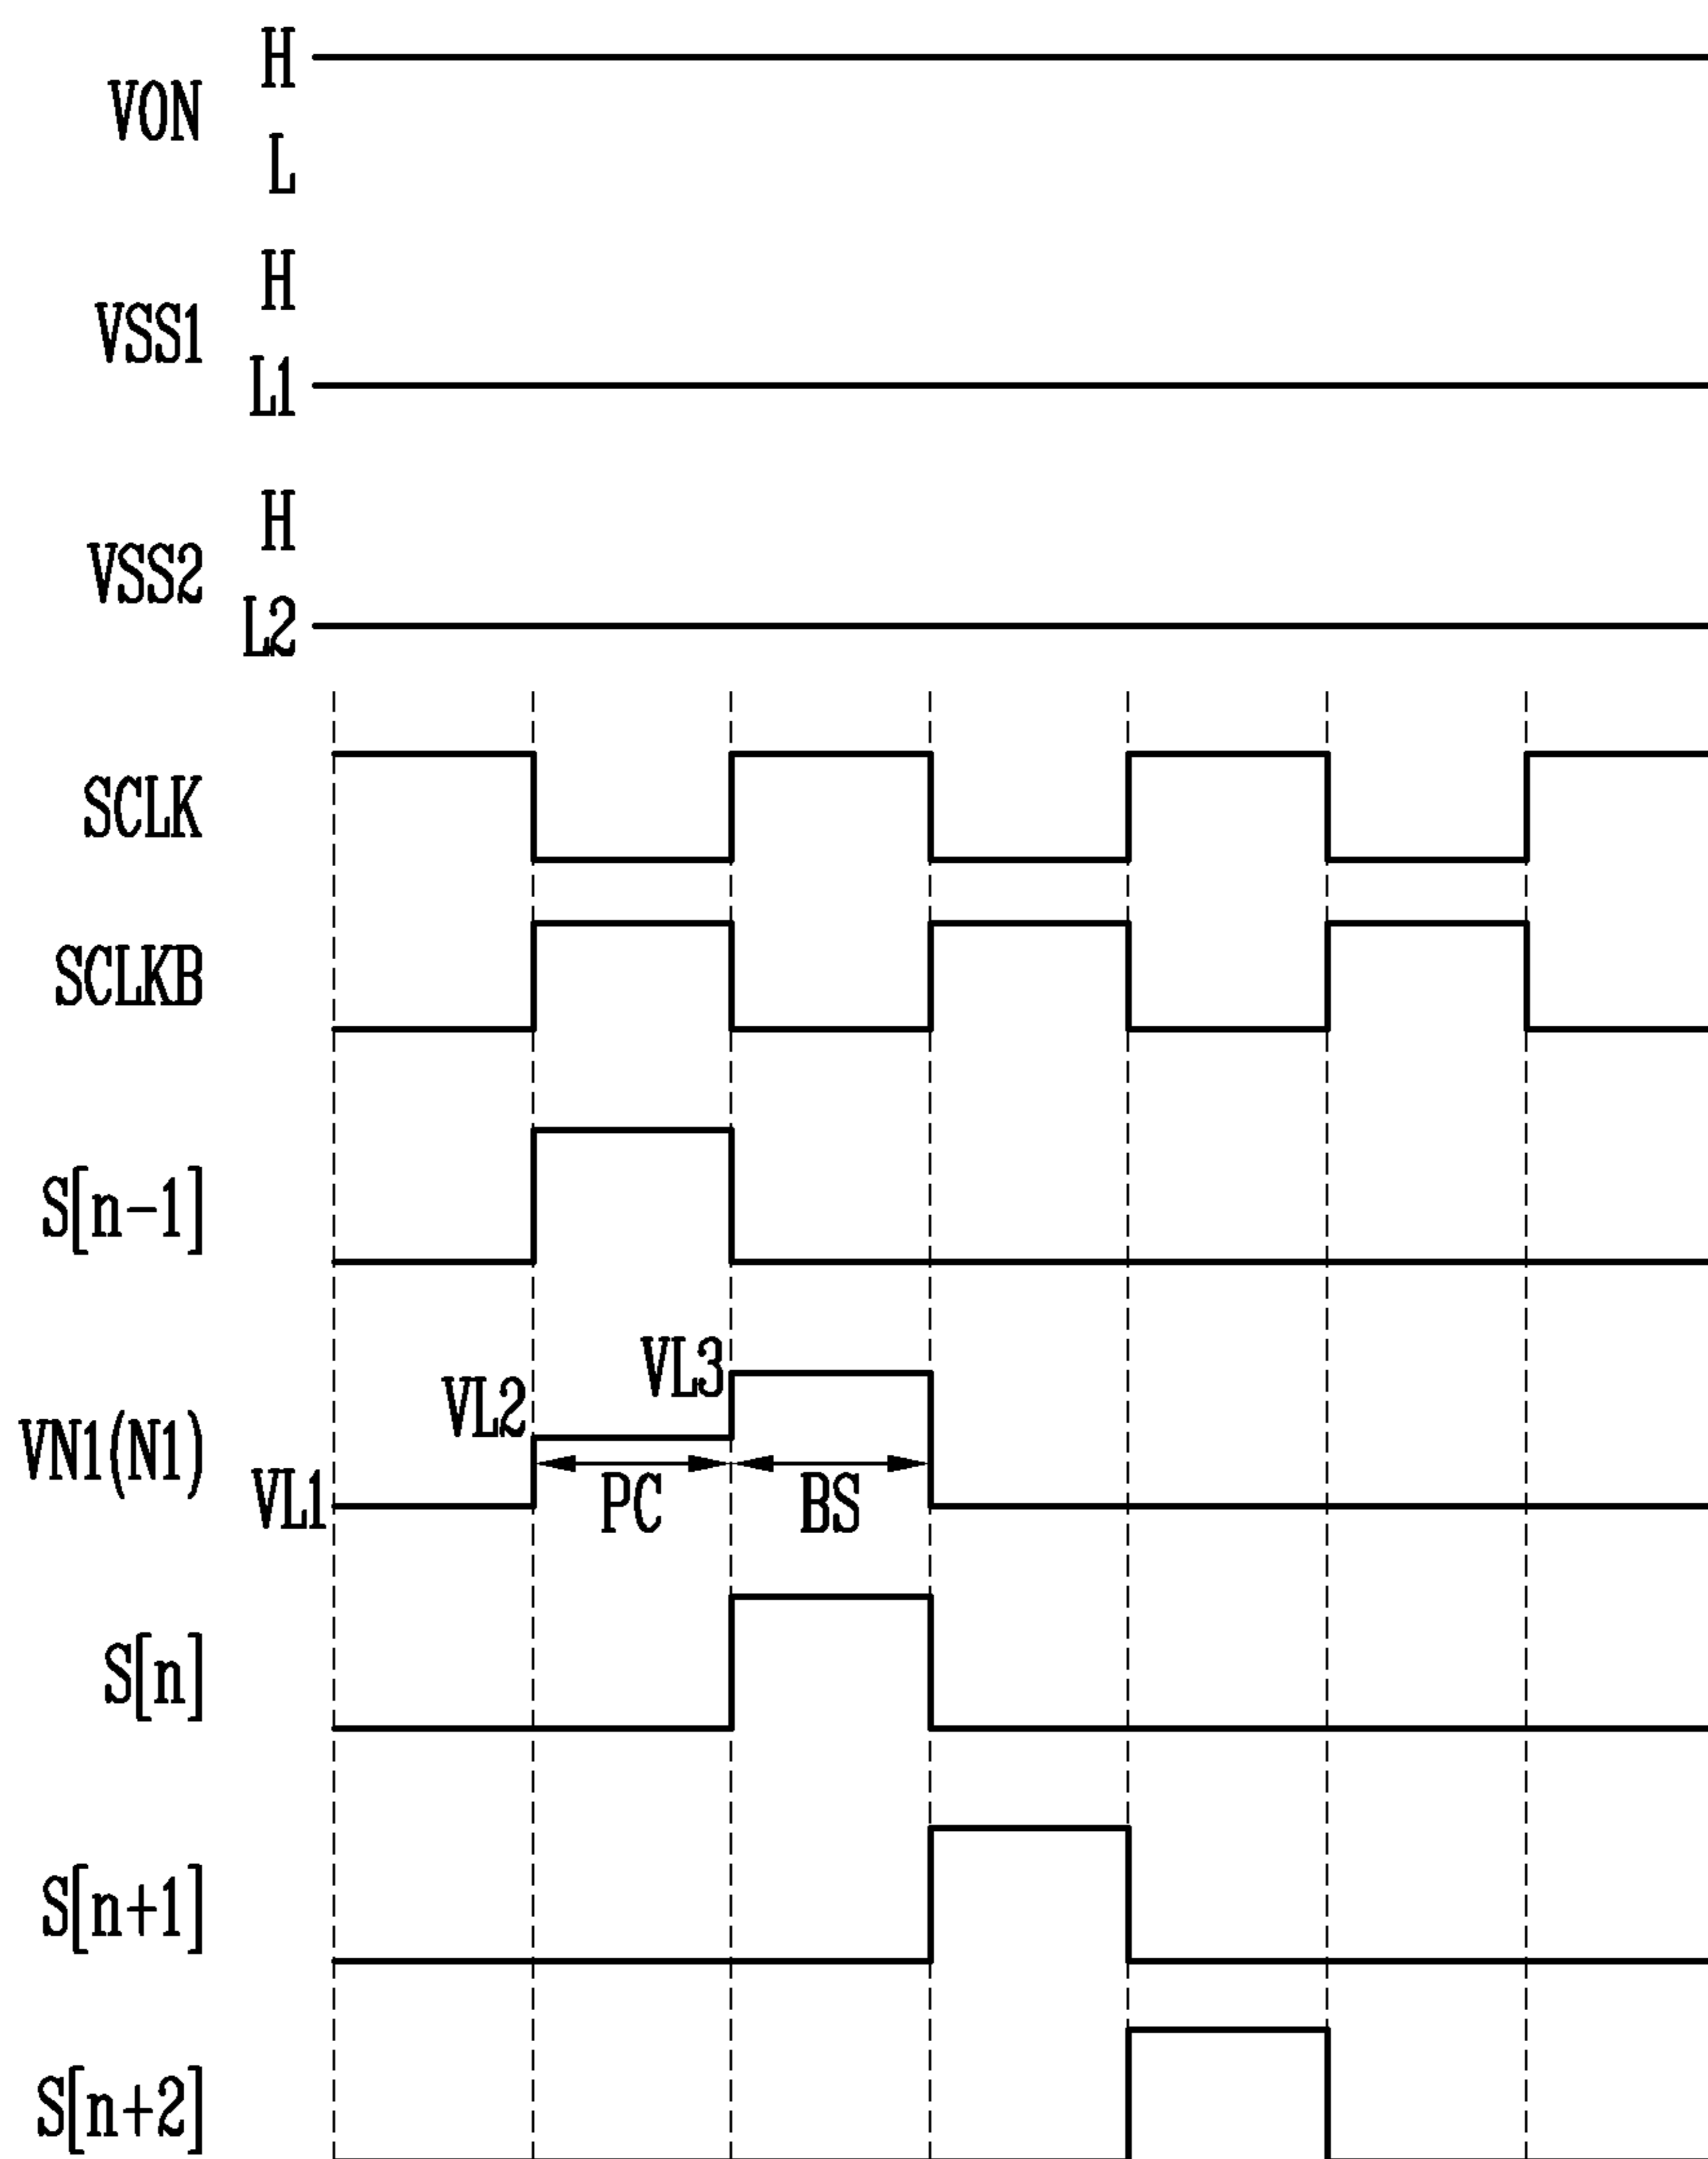 H
VON
L
H
VSS1
L1
H
VSS2
L2
SCLK
SCLKB
S[n-1]
VL3
VL2
VN1(N1)
VL1
PC BS
S[n]
S[n+1]
S[n+2]